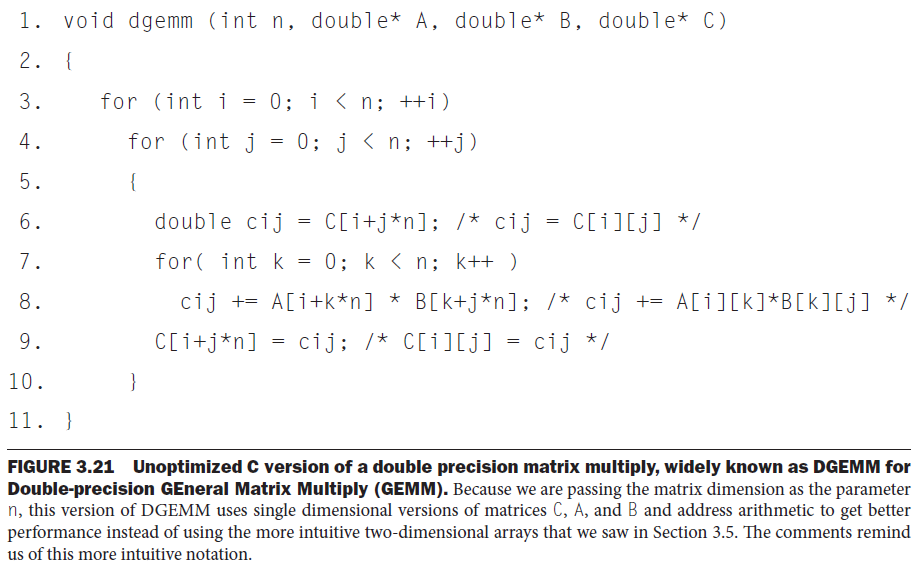 1. void dgemm (int n, double* A, double* B, double* C)
2. {
3. for (int i = 0; i < n; ++i)
4. for (int j = 0; j < n; ++j)
5. {
6. double cij = C[i+j*n]; /* cij = C[i][j] */
7. for( int k = 0; k < n; k++ )
8. cij += A[i+k*n] * B[k+j*n]; /* cij += A[i][k]*B[k][j] */
9. C[i+j*n] = cij; /* C[i][j] = cij */
10. }
11. }
FIGURE 3.21 Unoptimized C version of a double precision matrix multiply, widely known as DGEMM for
Double-precision GEneral Matrix Multiply (GEMM). Because we are passing the matrix dimension as the parameter
n, this version of DGEMM uses single dimensional versions of matrices C, A, and B and address arithmetic to get better
performance instead of using the more intuitive two-dimensional arrays that we saw in Section 3.5. The comments remind
us of this more intuitive notation.